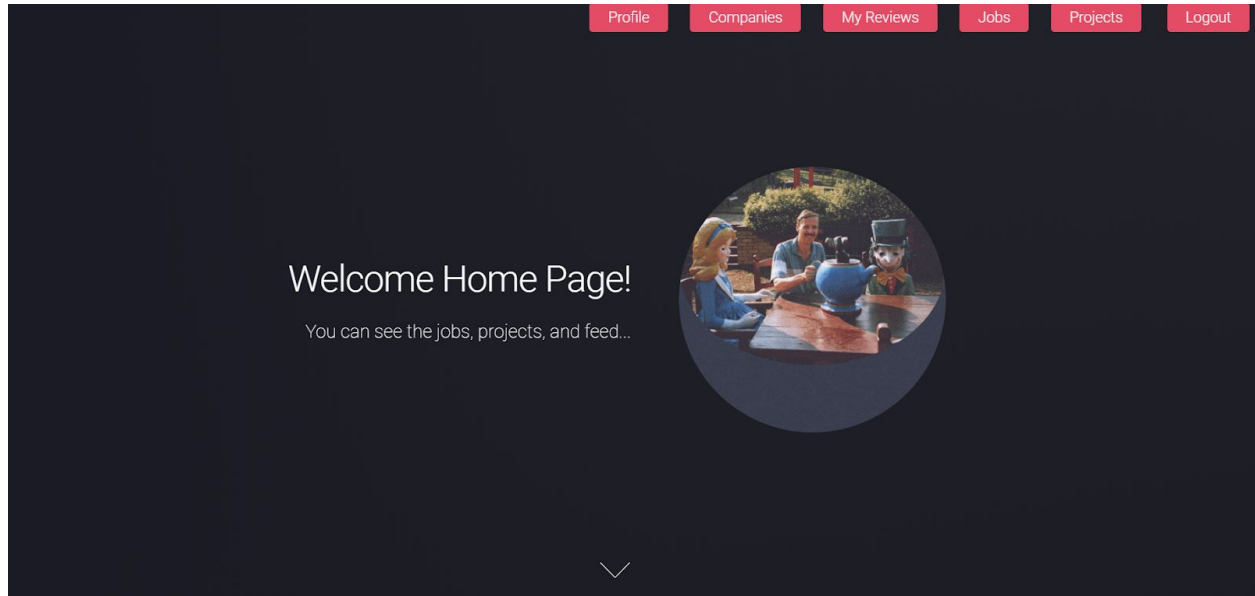 Profile Companies My Reviews Jobs Projects Logout
Welcome Home Page!
You can see the jobs, projects, and feed...